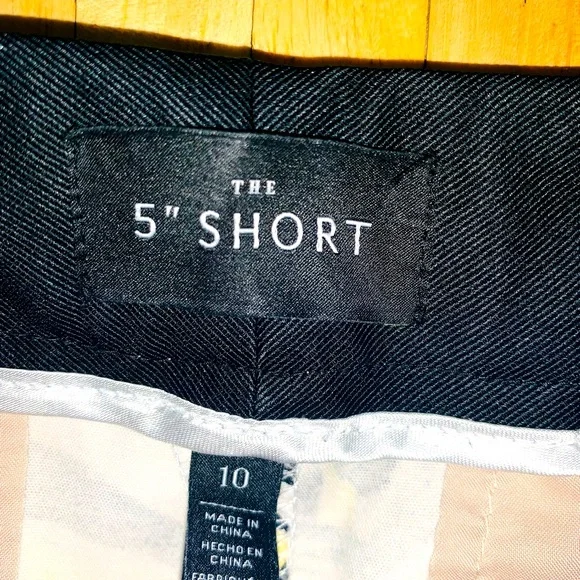 THE
5" SHORT
10
MADE IN
CHINA
HECHO EN
CHINA